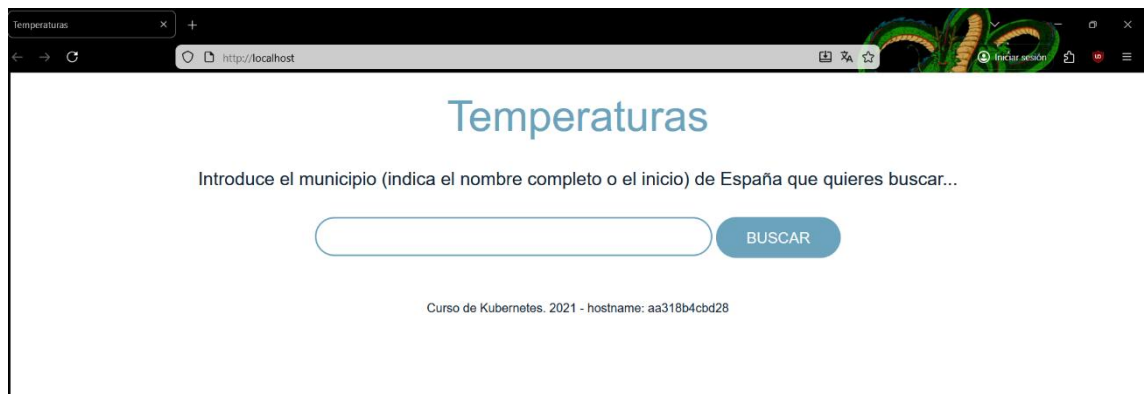 Temperaturas
http://localhost
Iniciar sesión
Temperaturas
Introduce el municipio (indica el nombre completo o el inicio) de España que quieres buscar...
BUSCAR
Curso de Kubernetes. 2021 - hostname: aa318b4cbd28